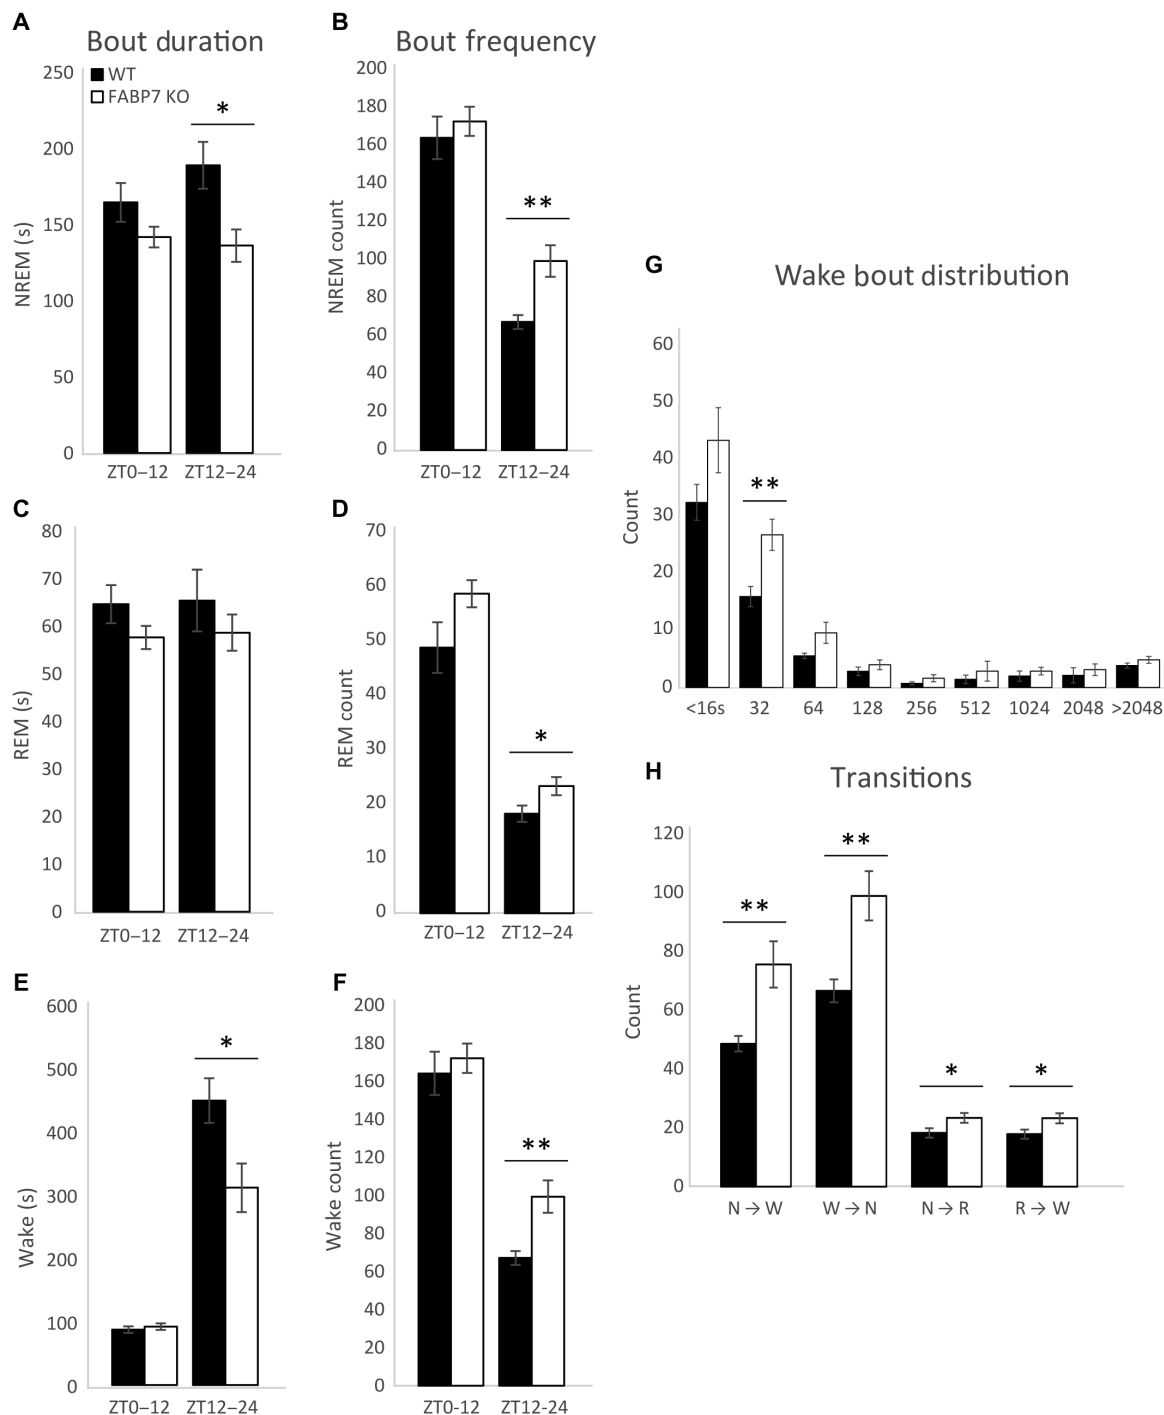 A
Bout duration
250
200
150
100
50
0
NREM (s)
WT
FABP7 KO
*
ZT0–12
ZT12–24
B
Bout frequency
200
180
160
140
120
100
80
60
40
20
0
NREM count
**
ZT0–12
ZT12–24
C
80
70
60
50
40
30
20
10
0
REM (s)
ZT0–12
ZT12–24
D
70
60
50
40
30
20
10
0
REM count
*
ZT0–12
ZT12–24
E
600
500
400
300
200
100
0
Wake (s)
*
ZT0–12
ZT12–24
F
200
180
160
140
120
100
80
60
40
20
0
Wake count
**
ZT0-12
ZT12-24
G
Wake bout distribution
60
50
40
30
20
10
0
Count
**
<16s
32
64
128
256
512
1024
2048
>2048
H
Transitions
120
100
80
60
40
20
0
Count
**
**
*
*
N → W
W → N
N → R
R → W